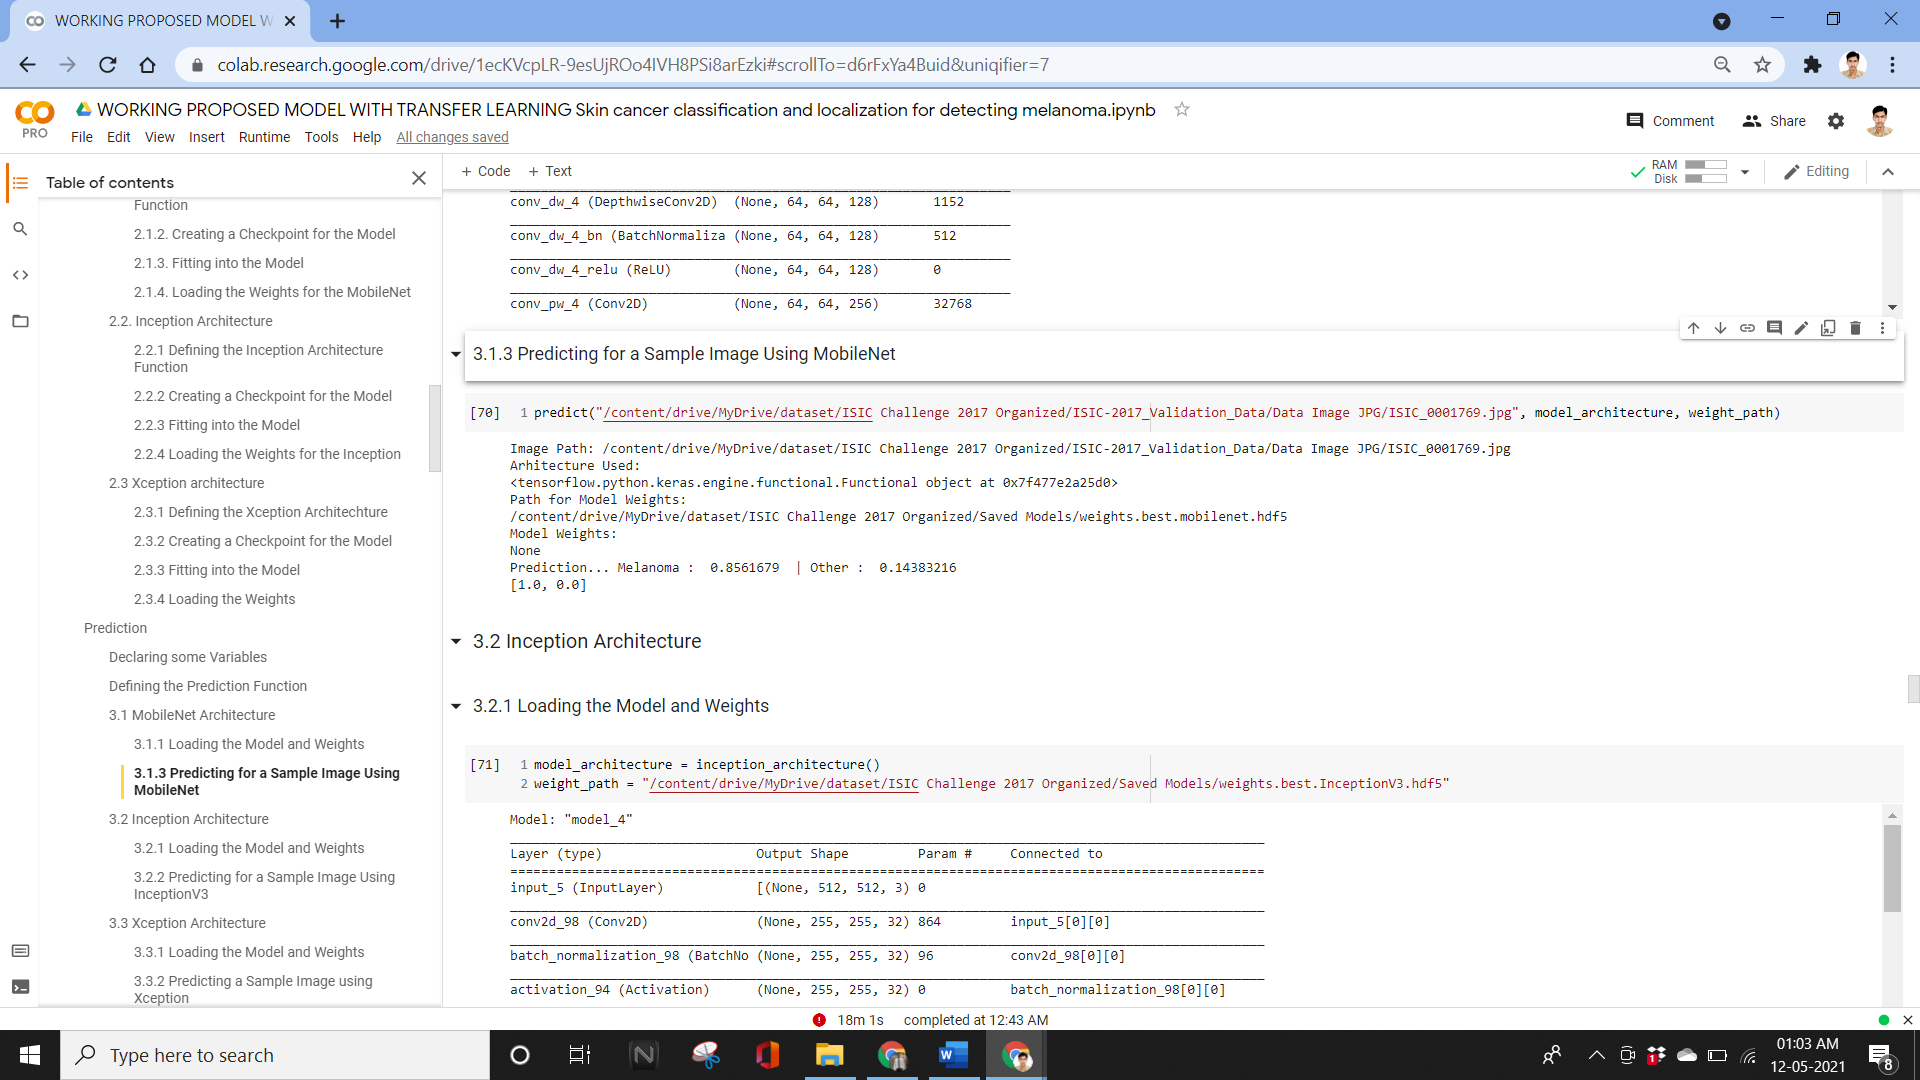 WORKING PROPOSED MODEL W
colab.research.google.com/drive/1ecKVcpLR-9esUjROo4IVH8PSi8arEzki#scrollTo=d6rFxYa4Buid&uniqifier=7
PRO
WORKING PROPOSED MODEL WITH TRANSFER LEARNING Skin cancer classification and localization for detecting melanoma.ipynb
File Edit View Insert Runtime Tools Help All changes saved
Comment Share
Table of contents
+ Code + Text
RAM
Disk
Editing
Function
2.1.2. Creating a Checkpoint for the Model
2.1.3. Fitting into the Model
2.1.4. Loading the Weights for the MobileNet
2.2. Inception Architecture
2.2.1 Defining the Inception Architecture
Function
2.2.2 Creating a Checkpoint for the Model
2.2.3 Fitting into the Model
2.2.4 Loading the Weights for the Inception
2.3 Xception architecture
2.3.1 Defining the Xception Architechture
2.3.2 Creating a Checkpoint for the Model
2.3.3 Fitting into the Model
2.3.4 Loading the Weights
Prediction
Declaring some Variables
Defining the Prediction Function
3.1 MobileNet Architecture
3.1.1 Loading the Model and Weights
3.1.3 Predicting for a Sample Image Using
MobileNet
3.2 Inception Architecture
3.2.1 Loading the Model and Weights
3.2.2 Predicting for a Sample Image Using
InceptionV3
3.3 Xception Architecture
3.3.1 Loading the Model and Weights
3.3.2 Predicting a Sample Image using
Xception
conv_dw_4 (DepthwiseConv2D) (None, 64, 64, 128) 1152
conv_dw_4_bn (BatchNormaliza (None, 64, 64, 128) 512
conv_dw_4_relu (ReLU) (None, 64, 64, 128) 0
conv_pw_4 (Conv2D) (None, 64, 64, 256) 32768
3.1.3 Predicting for a Sample Image Using MobileNet
[70] 1 predict("/content/drive/MyDrive/dataset/ISIC Challenge 2017 Organized/ISIC-2017_Validation_Data/Data Image JPG/ISIC_0001769.jpg", model_architecture, weight_path)
Image Path: /content/drive/MyDrive/dataset/ISIC Challenge 2017 Organized/ISIC-2017_Validation_Data/Data Image JPG/ISIC_0001769.jpg
Arhitecture Used:
<tensorflow.python.keras.engine.functional.Functional object at 0x7f477e2a25d0>
Path for Model Weights:
/content/drive/MyDrive/dataset/ISIC Challenge 2017 Organized/Saved Models/weights.best.mobilenet.hdf5
Model Weights:
None
Prediction... Melanoma : 0.8561679 | Other : 0.14383216
[1.0, 0.0]
3.2 Inception Architecture
3.2.1 Loading the Model and Weights
[71] 1 model_architecture = inception_architecture()
2 weight_path = "/content/drive/MyDrive/dataset/ISIC Challenge 2017 Organized/Saved Models/weights.best.InceptionV3.hdf5"
Model: "model_4"
Layer (type) Output Shape Param # Connected to
input_5 (InputLayer) [(None, 512, 512, 3) 0
conv2d_98 (Conv2D) (None, 255, 255, 32) 864 input_5[0][0]
batch_normalization_98 (BatchNo (None, 255, 255, 32) 96 conv2d_98[0][0]
activation_94 (Activation) (None, 255, 255, 32) 0 batch_normalization_98[0][0]
18m 1s completed at 12:43 AM
Type here to search
01:03 AM
12-05-2021
8